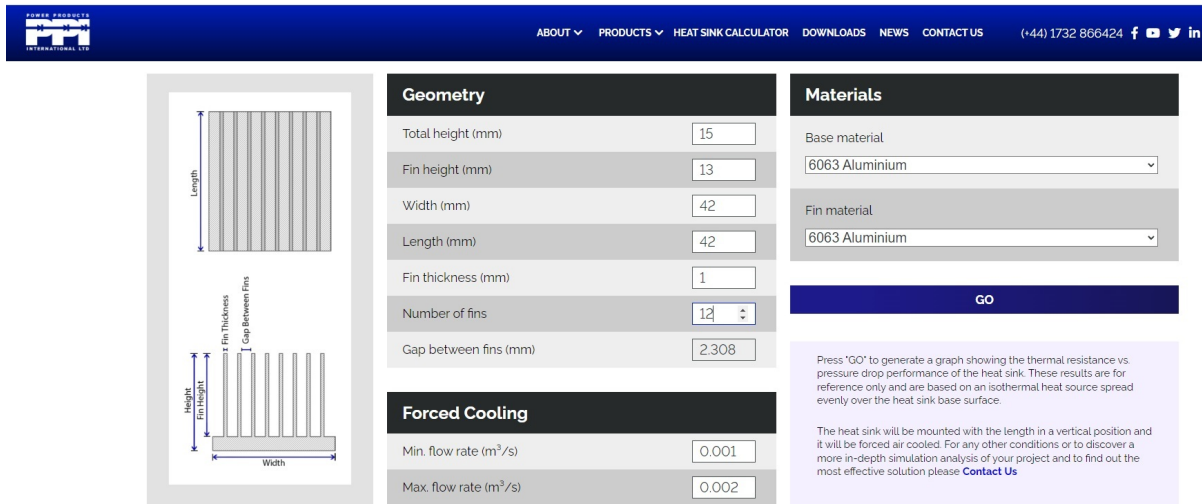 POWER PRODUCTS
PPI
INTERNATIONAL LTD
ABOUT PRODUCTS HEAT SINK CALCULATOR DOWNLOADS NEWS CONTACT US (+44) 1732 866424
Length
Fin Thickness
Gap Between Fins
Height
Fin Height
Width
Geometry
Total height (mm) 15
Fin height (mm) 13
Width (mm) 42
Length (mm) 42
Fin thickness (mm) 1
Number of fins 12
Gap between fins (mm) 2.308
Forced Cooling
Min. flow rate (m³/s) 0.001
Max. flow rate (m³/s) 0.002
Materials
Base material
6063 Aluminium
Fin material
6063 Aluminium
GO
Press "GO" to generate a graph showing the thermal resistance vs.
pressure drop performance of the heat sink. These results are for
reference only and are based on an isothermal heat source spread
evenly over the heat sink base surface.
The heat sink will be mounted with the length in a vertical position and
it will be forced air cooled. For any other conditions or to discover a
more in-depth simulation analysis of your project and to find out the
most effective solution please Contact Us